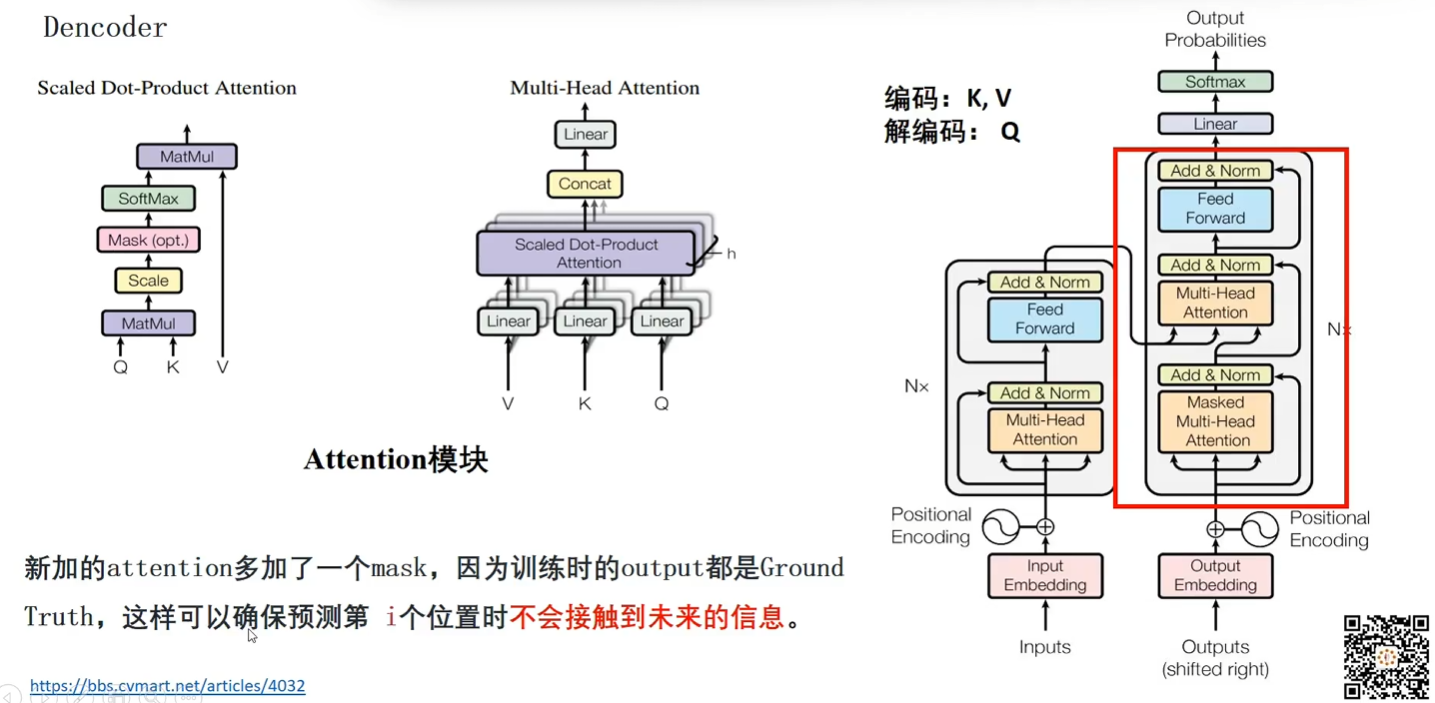 Dencoder
Scaled Dot-Product Attention
MatMul
SoftMax
Mask (opt.)
Scale
MatMul
Q
K
V
Multi-Head Attention
Linear
Concat
Scaled Dot-Product
Attention
h
Linear
Linear
Linear
V
K
Q
Attention模块
新加的attention多加了一个mask，因为训练时的output都是Ground
Truth，这样可以确保预测第 i个位置时不会接触到未来的信息。
https://bbs.cvmart.net/articles/4032
编码：K, V
解编码： Q
Output
Probabilities
Softmax
Linear
Add & Norm
Feed
Forward
Add & Norm
Multi-Head
Attention
Add & Norm
Masked
Multi-Head
Attention
N×
Positional
Encoding
Output
Embedding
Outputs
(shifted right)
Add & Norm
Feed
Forward
Add & Norm
Multi-Head
Attention
N×
Positional
Encoding
Input
Embedding
Inputs